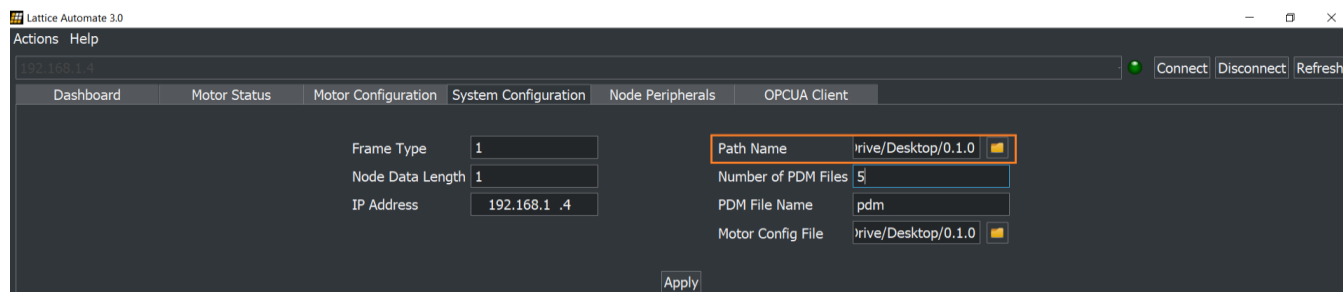 Lattice Automate 3.0
Actions Help
192.168.1.4 Connect Disconnect Refresh
Dashboard Motor Status Motor Configuration System Configuration Node Peripherals OPCUA Client
Frame Type 1 Path Name rive/Desktop/0.1.0
Node Data Length 1 Number of PDM Files 5
IP Address 192.168.1 .4 PDM File Name pdm
Motor Config File rive/Desktop/0.1.0
Apply